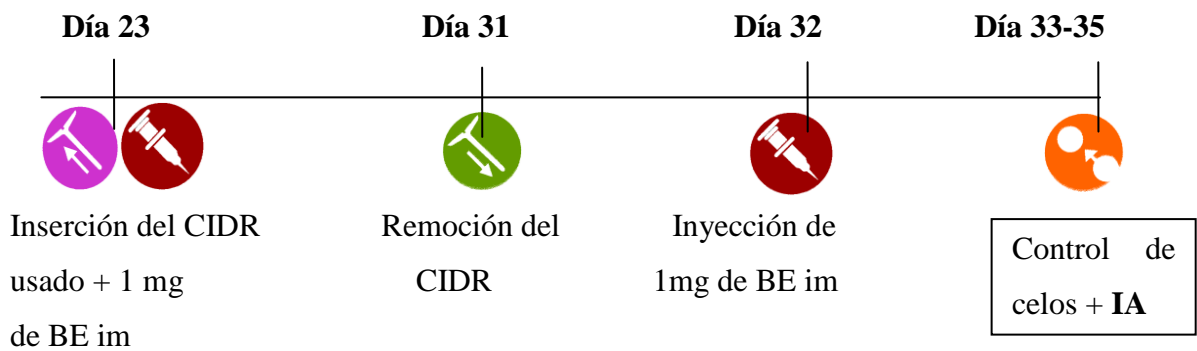 Día 23 Día 31 Día 32 Día 33-35
Inserción del CIDR
usado + 1 mg
de BE im
Remoción del
CIDR
Inyección de
1mg de BE im
Control de
celos + IA